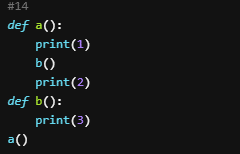 #14
def a():
    print(1)
    b()
    print(2)
def b():
    print(3)
a()